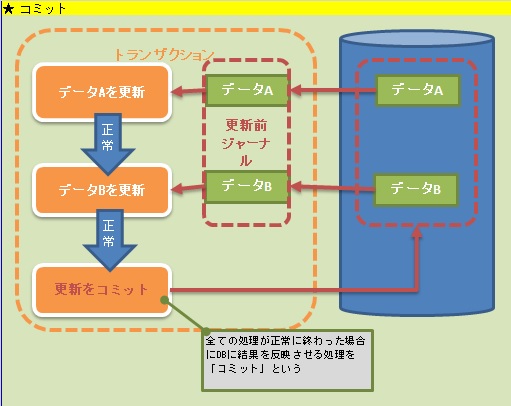 ★ コミット
トランザクション
データAを更新
データA
データA
正常
更新前
ジャーナ
ル
データBを更新
データB
データB
正常
更新をコミット
全ての処理が正常に終わった場合
にDBに結果を反映させる処理を
「コミット」という